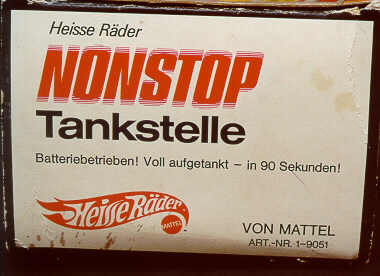 Heisse Räder
NONSTOP
Tankstelle
Batteriebetrieben! Voll aufgetankt – in 90 Sekunden!
Heisse Räder
MATTEL
VON MATTEL
ART.-NR. 1–9051